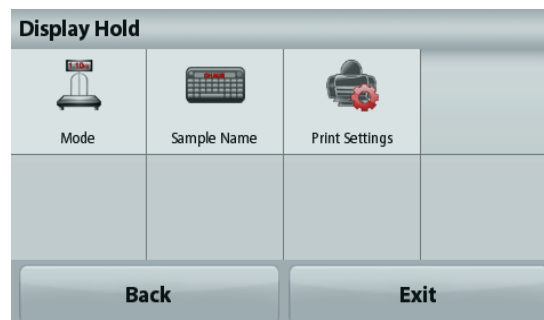 Display Hold
Mode
Sample Name
Print Settings
Back
Exit